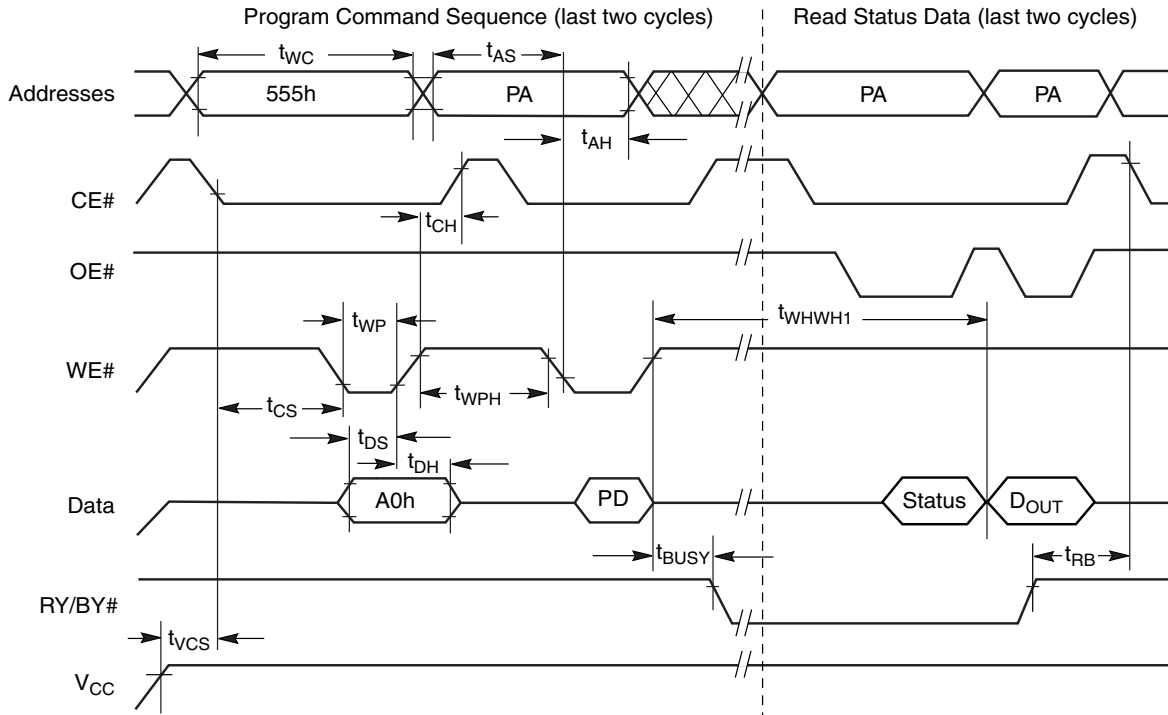 Program Command Sequence (last two cycles)
Read Status Data (last two cycles)
tWC
tAS
Addresses
555h
PA
PA
PA
tAH
CE#
tCH
OE#
tWP
tWHWH1
WE#
tCS
tWPH
tDS
tDH
Data
A0h
PD
Status
DOUT
tBUSY
tRB
RY/BY#
tVCS
VCC